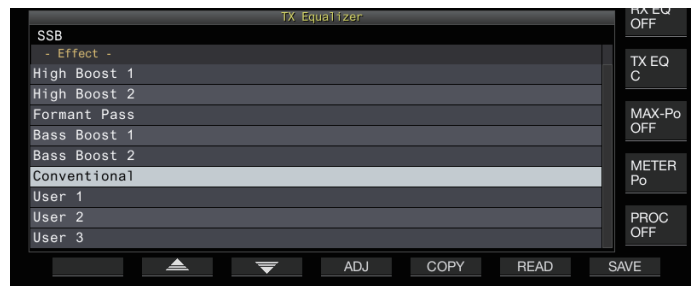 TX Equalizer
SSB
- Effect -
High Boost 1
High Boost 2
Formant Pass
Bass Boost 1
Bass Boost 2
Conventional
User 1
User 2
User 3
RX EQ
OFF
TX EQ
C
MAX-Po
OFF
METER
Po
PROC
OFF
ADJ
COPY
READ
SAVE